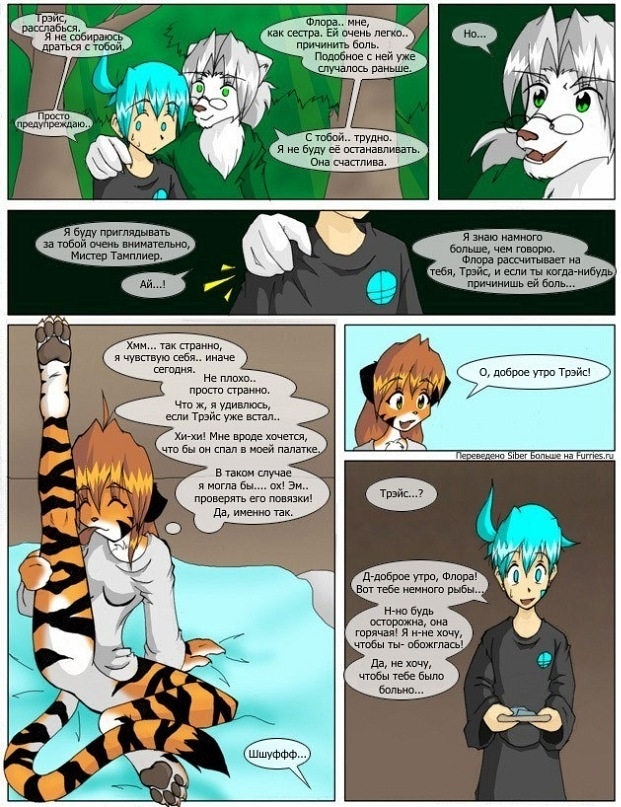 Трэйс,
расслабься.
Я не собираюсь
драться с тобой.
Просто
предупреждаю..
Флора.. мне,
как сестра. Ей очень легко..
причинить боль.
Подобное с ней уже
случалось раньше.
С тобой.. трудно.
Я не буду её останавливать.
Она счастлива.
Но...
Я буду приглядывать
за тобой очень внимательно,
Мистер Тамплиер.
Ай...!
Я знаю намного
больше, чем говорю.
Флора рассчитывает на
тебя, Трэйс, и если ты когда-нибудь
причинишь ей боль...
Хмм... так странно,
я чувствую себя.. иначе
сегодня.
Не плохо..
просто странно.
Что ж, я удивлюсь,
если Трэйс уже встал..
Хи-хи! Мне вроде хочется,
что бы он спал в моей палатке.
В таком случае
я могла бы.... ох! Эм..
проверять его повязки!
Да, именно так.
Шшуффф...
О, доброе утро Трэйс!
Переведено Siber Больше на Furries.ru
Трэйс...?
Д-доброе утро, Флора!
Вот тебе немного рыбы...
Н-но будь
осторожна, она
горячая! Я н-не хочу,
чтобы ты- обожглась!
Да, не хочу,
чтобы тебе было
больно...